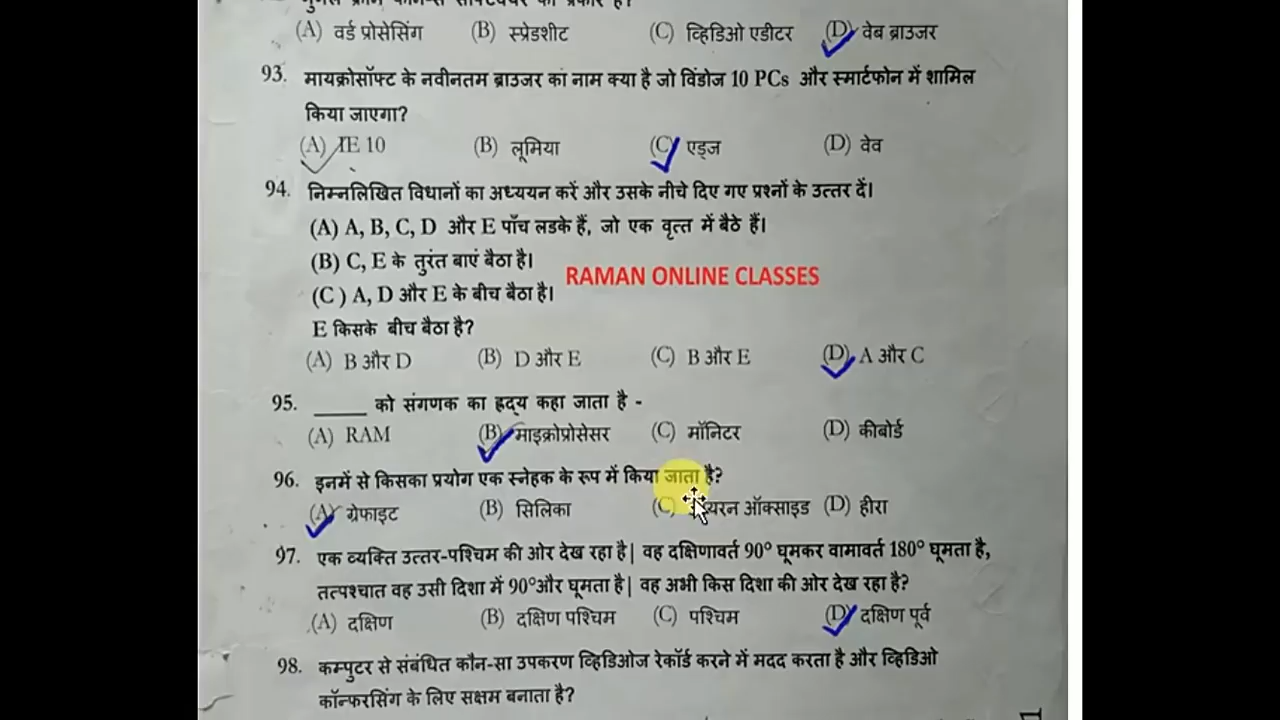 (A) वर्ड प्रोसेसिंग (B) स्प्रेडशीट (C) व्हिडिओ एडीटर (D) वेब ब्राउजर
93. मायक्रोसॉफ्ट के नवीनतम ब्राउजर का नाम क्या है जो विंडोज 10 PCs और स्मार्टफोन में शामिल
किया जाएगा?
(A) IE 10 (B) लूमिया (C) एड्ज (D) वेव
94. निम्नलिखित विधानों का अध्ययन करें और उसके नीचे दिए गए प्रश्नों के उत्तर दें।
(A) A, B, C, D और E पाँच लडके हैं, जो एक वृत्त में बैठे हैं।
(B) C, E के तुरंत बाएं बैठा है।
RAMAN ONLINE CLASSES
(C ) A, D और E के बीच बैठा है।
E किसके बीच बैठा है?
(A) B और D (B) D और E (C) B और E (D) A और C
95. _____ को संगणक का ह्रद्य कहा जाता है -
(A) RAM (B) माइक्रोप्रोसेसर (C) मॉनिटर (D) कीबोर्ड
96. इनमें से किसका प्रयोग एक स्नेहक के रूप में किया जाता है?
(A) ग्रेफाइट (B) सिलिका (C) ऑक्साइड (D) हीरा
97. एक व्यक्ति उत्तर-पश्चिम की ओर देख रहा है| वह दक्षिणावर्त 90° घूमकर वामावर्त 180° घूमता है,
तत्पश्चात वह उसी दिशा में 90°और घूमता है| वह अभी किस दिशा की ओर देख रहा है?
(A) दक्षिण (B) दक्षिण पश्चिम (C) पश्चिम (D) दक्षिण पूर्व
98. कम्पुटर से संबंधित कौन-सा उपकरण व्हिडिओज रेकॉर्ड करने में मदद करता है और व्हिडिओ
कॉन्फरसिंग के लिए सक्षम बनाता है?